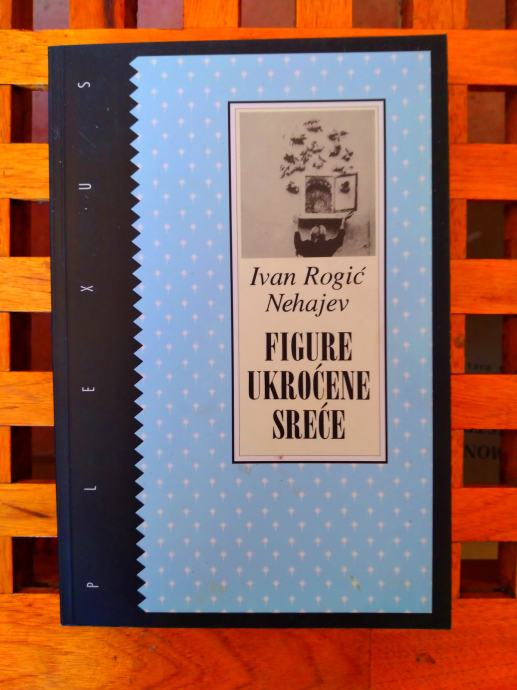 PLEXUS
Ivan Rogić
Nehajev
FIGURE
UKROĆENE
SREĆE